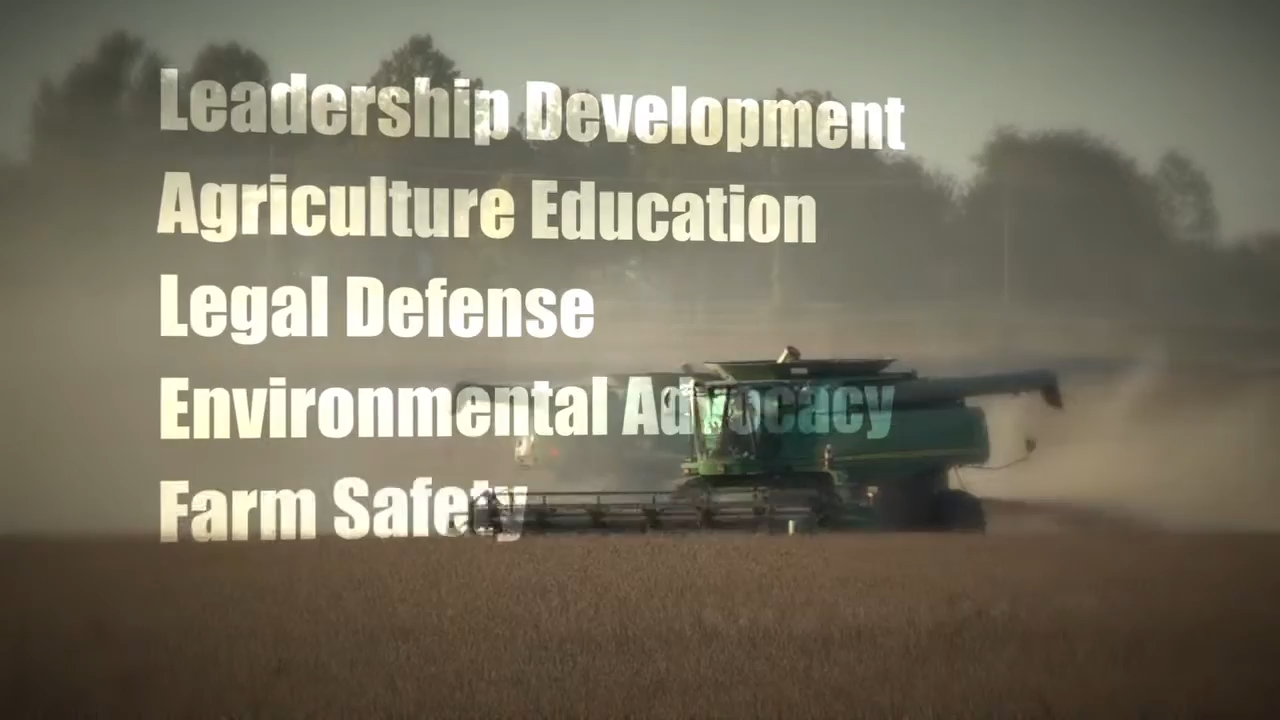 Leadership Development
Agriculture Education
Legal Defense
Environmental Advocacy
Farm Safety